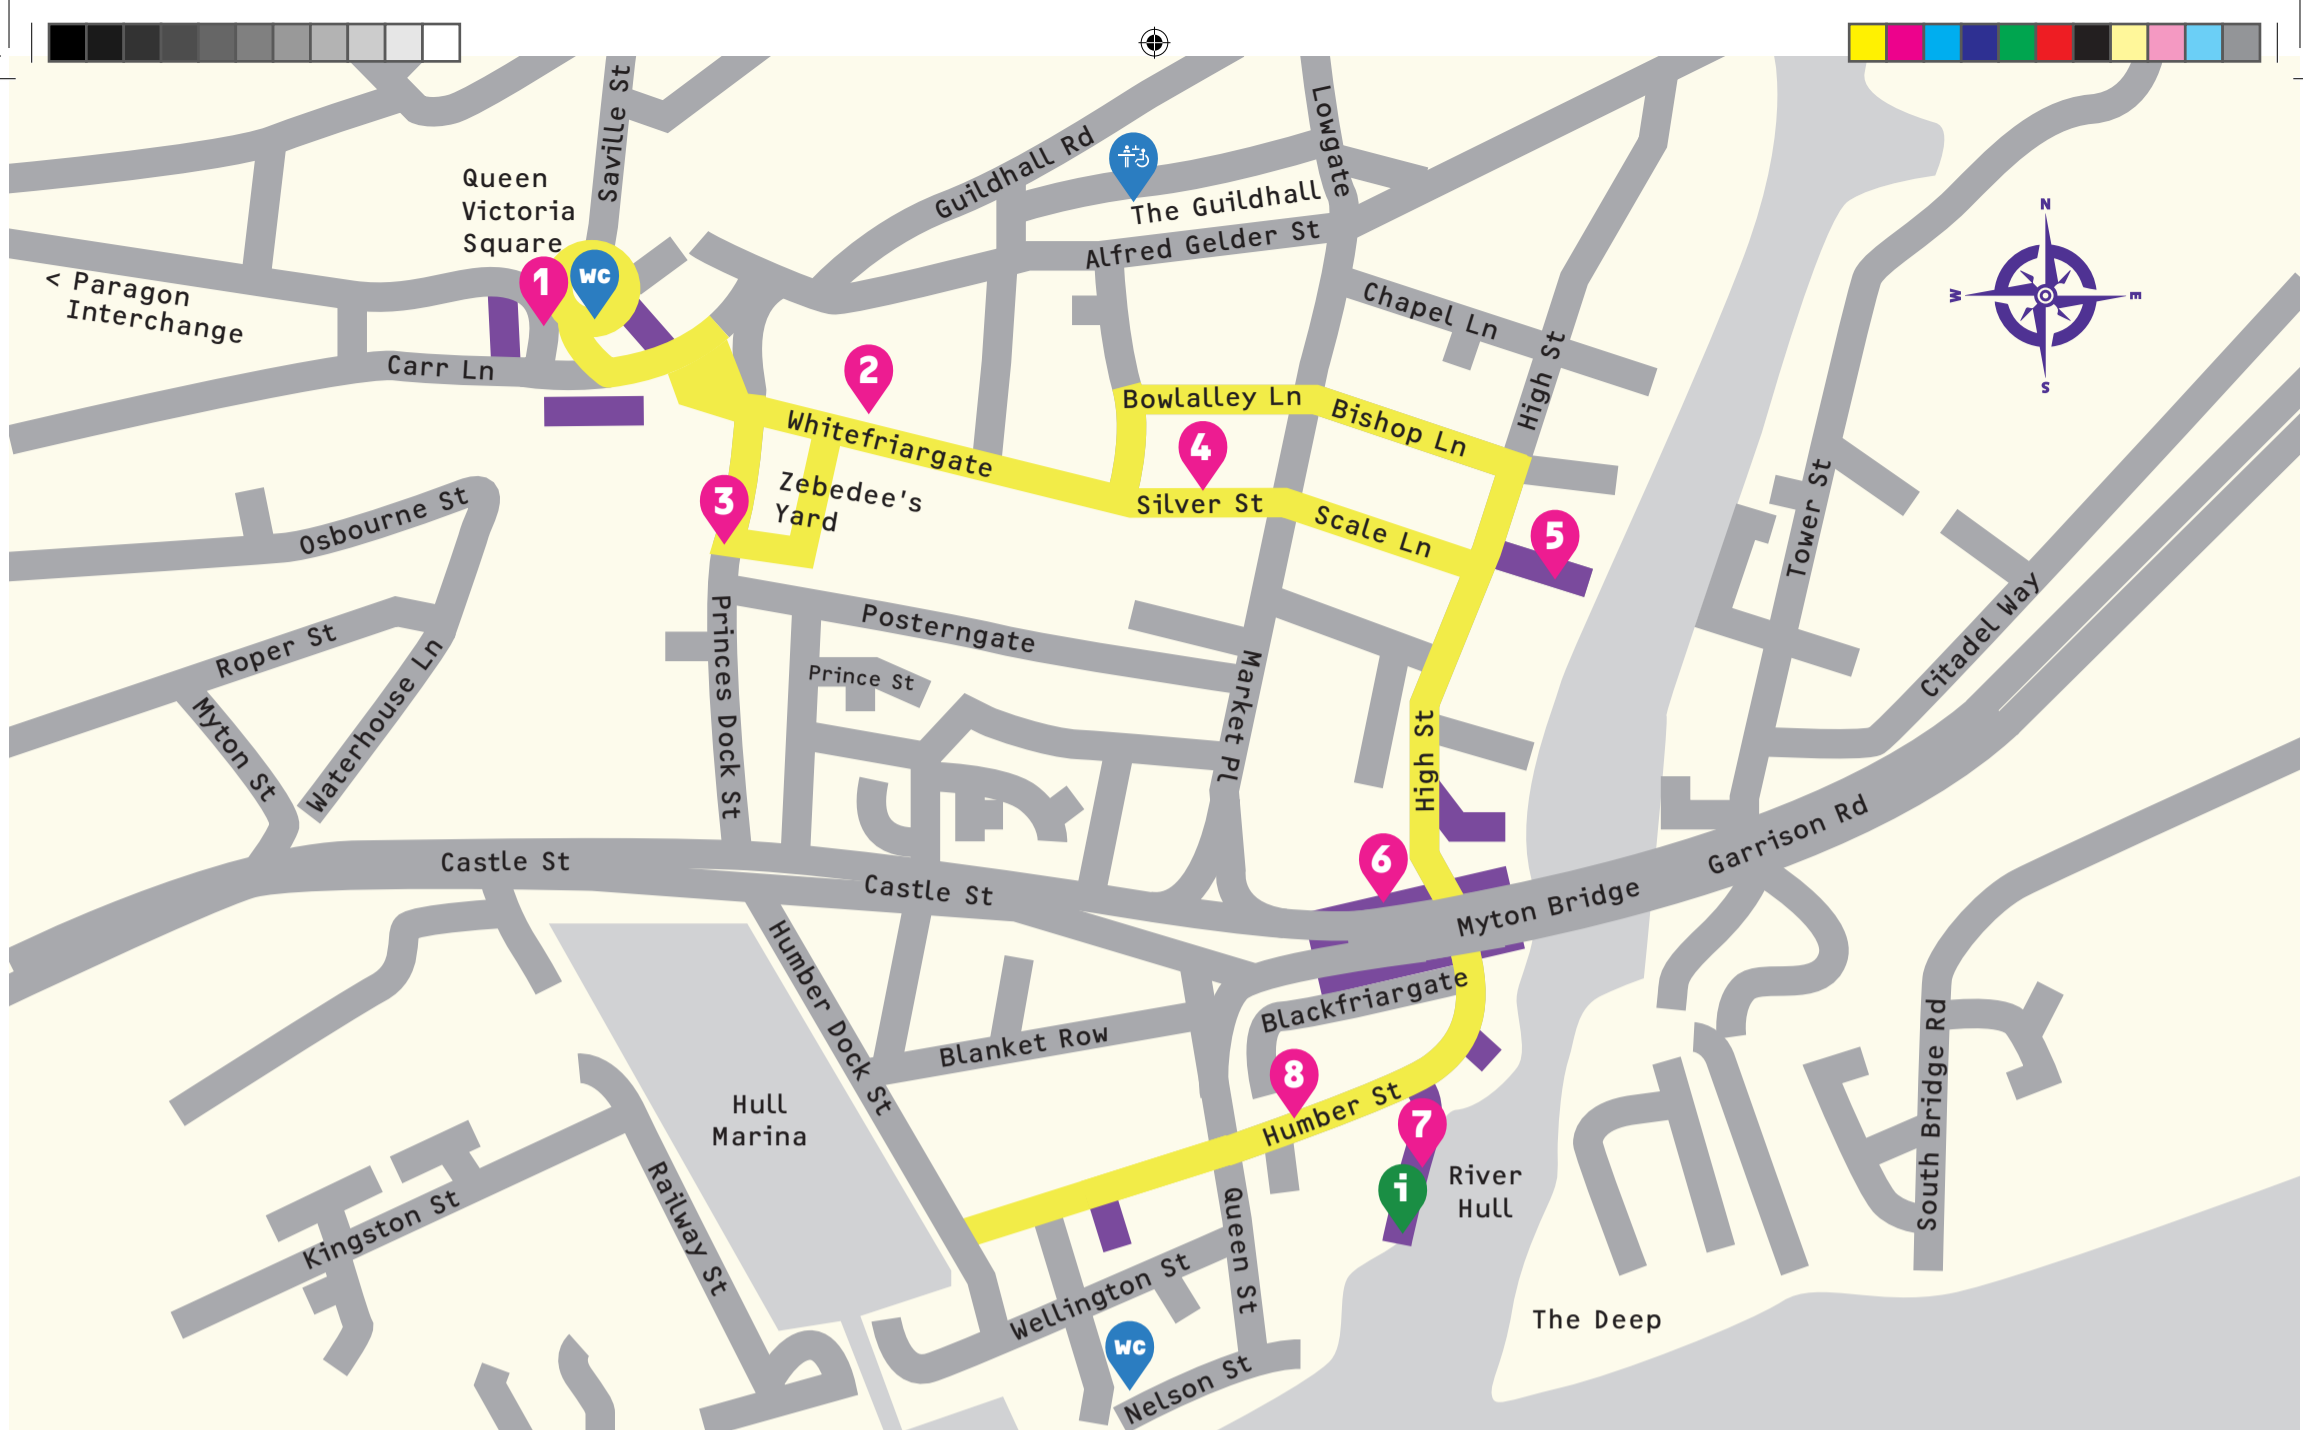 Saville St
Lowgate
Guildhall Rd
Queen
Victoria
Square
The Guildhall
Alfred Gelder St
N
W
E
S
< Paragon
Interchange
1
WC
Chapel Ln
Carr Ln
2
High St
Bowlalley Ln
Bishop Ln
Whitefriargate
4
Zebedee's
Yard
3
Silver St
Scale Ln
5
Tower St
Osbourne St
Citadel Way
Roper St
Princes Dock St
Posterngate
Prince St
Market Pl
Myton St
Waterhouse Ln
High St
Castle St
Castle St
6
Garrison Rd
Myton Bridge
Humber Dock St
Blackfriargate
Blanket Row
8
Hull
Marina
Humber St
7
i
River
Hull
South Bridge Rd
Kingston St
Railway St
Queen St
Wellington St
The Deep
WC
Nelson St